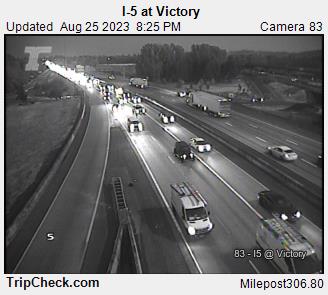 I-5 at Victory
Updated Aug 25 2023 8:25 PM Camera 83
S
83 - I5 @ Victory
TripCheck.com Milepost306.80